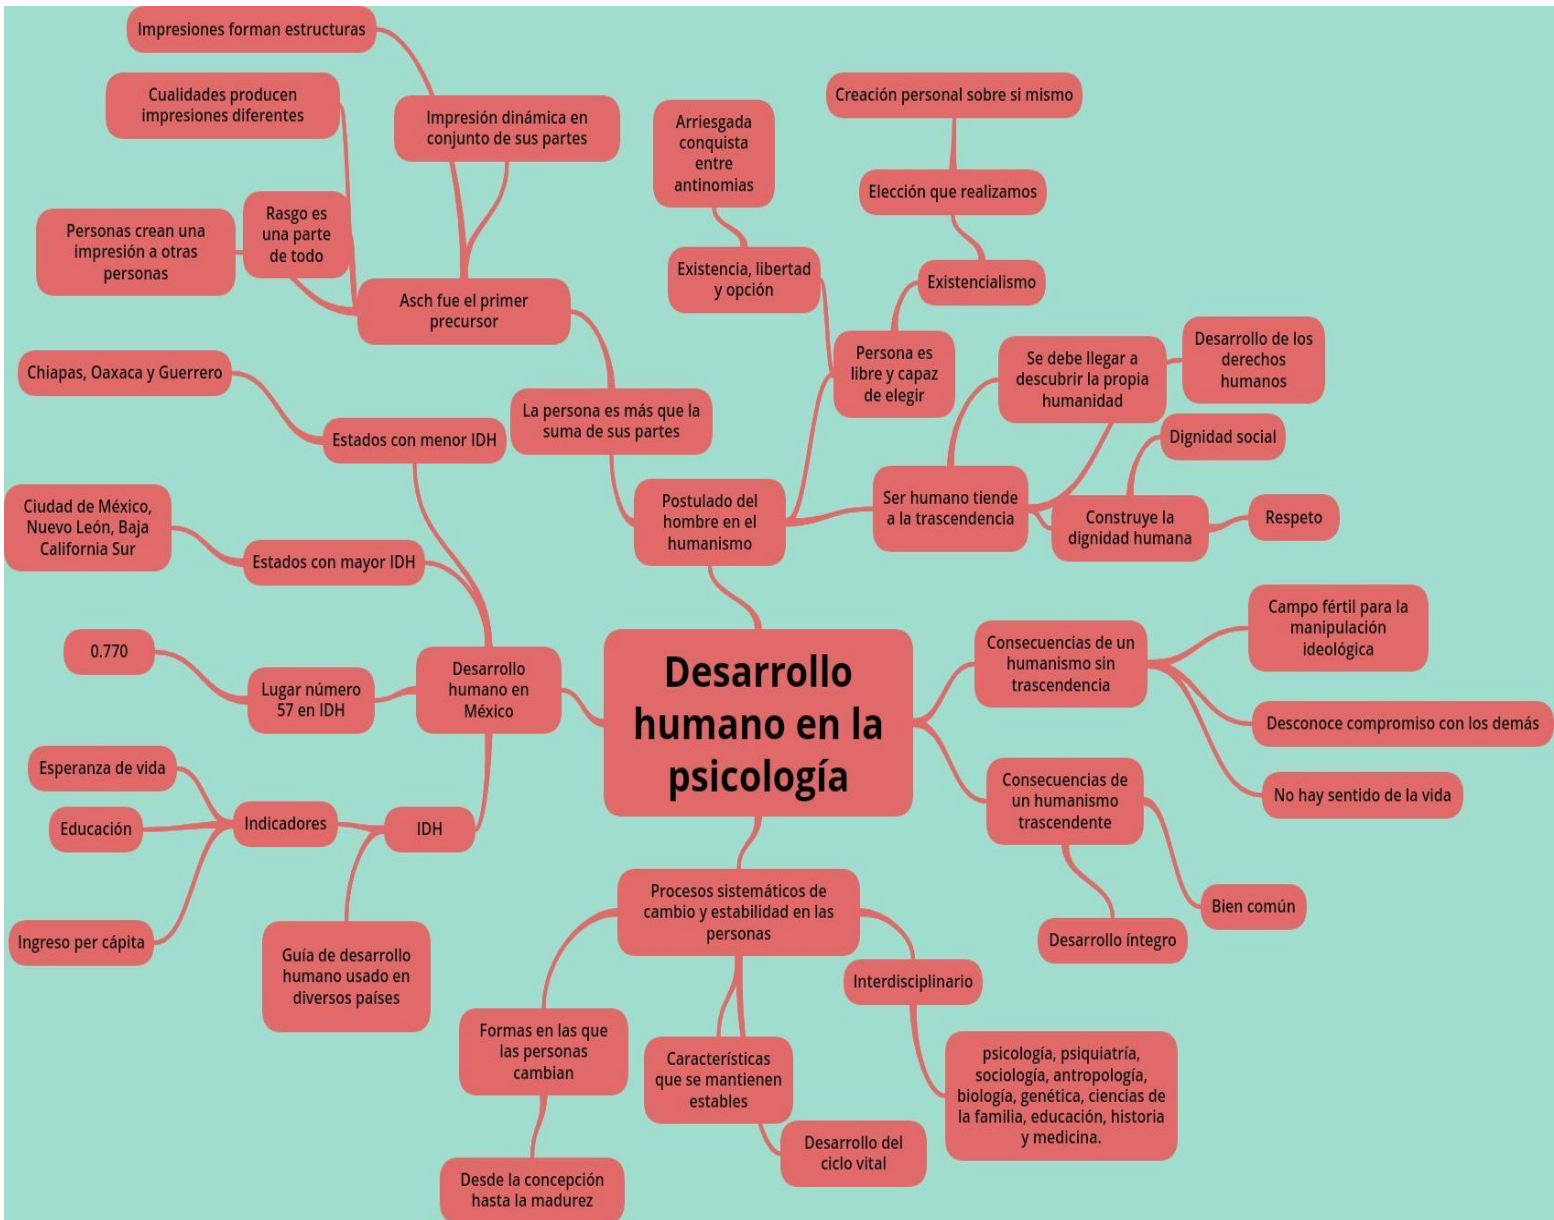 Impresiones forman estructuras
Cualidades producen
impresiones diferentes
Impresión dinámica en
conjunto de sus partes
Rasgo es
una parte
de todo
Personas crean una
impresión a otras
personas
Asch fue el primer
precursor
La persona es más que la
suma de sus partes
Arriesgada
conquista
entre
antinomias
Existencia, libertad
y opción
Creación personal sobre si mismo
Elección que realizamos
Existencialismo
Persona es
libre y capaz
de elegir
Se debe llegar a
descubrir la propia
humanidad
Desarrollo de los
derechos
humanos
Dignidad social
Ser humano tiende
a la trascendencia
Construye la
dignidad humana
Respeto
Postulado del
hombre en el
humanismo
Chiapas, Oaxaca y Guerrero
Estados con menor IDH
Ciudad de México,
Nuevo León, Baja
California Sur
Estados con mayor IDH
0.770
Lugar número
57 en IDH
Desarrollo
humano en
México
Esperanza de vida
Educación
Ingreso per cápita
Indicadores
IDH
Guía de desarrollo
humano usado en
diversos países
Desarrollo
humano en la
psicología
Consecuencias de un
humanismo sin
trascendencia
Campo fértil para la
manipulación
ideológica
Desconoce compromiso con los demás
No hay sentido de la vida
Consecuencias de
un humanismo
trascendente
Bien común
Desarrollo íntegro
Procesos sistemáticos de
cambio y estabilidad en las
personas
Formas en las que
las personas
cambian
Desde la concepción
hasta la madurez
Características
que se mantienen
estables
Desarrollo del
ciclo vital
Interdisciplinario
psicología, psiquiatría,
sociología, antropología,
biología, genética, ciencias de
la familia, educación, historia
y medicina.